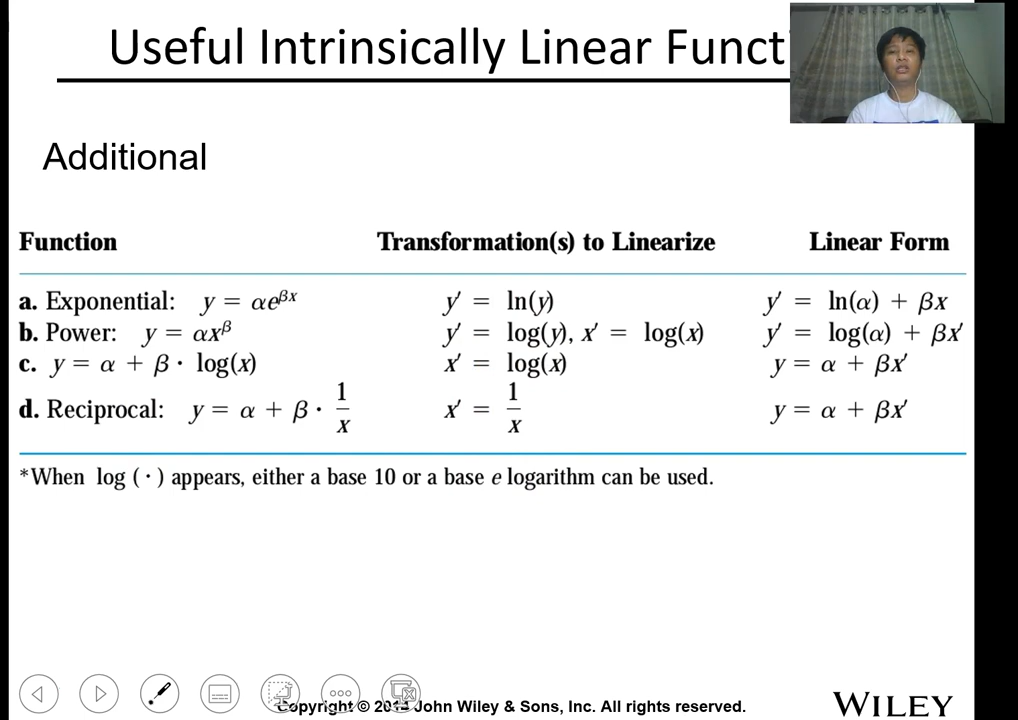 Useful Intrinsically Linear Funct
Additional
Function Transformation(s) to Linearize Linear Form
a. Exponential: y = αe^βx y′ = ln(y) y′ = ln(α) + βx
b. Power: y = αx^β y′ = log(y), x′ = log(x) y′ = log(α) + βx′
c. y = α + β · log(x) x′ = log(x) y = α + βx′
d. Reciprocal: y = α + β · 1/x x′ = 1/x y = α + βx′
*When log (·) appears, either a base 10 or a base e logarithm can be used.
Copyright © 2014 John Wiley & Sons, Inc. All rights reserved.
WILEY